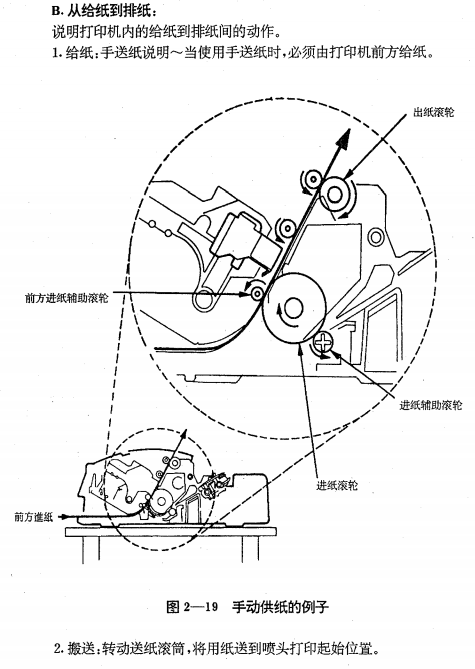 B. 从给纸到排纸：
说明打印机内的给纸到排纸间的动作。
1. 给纸：手送纸说明～当使用手送纸时，必须由打印机前方给纸。
出纸滚轮
前方进纸辅助滚轮
进纸辅助滚轮
进纸滚轮
前方進纸
图 2—19 手动供纸的例子
2. 搬送：转动送纸滚筒，将用纸送到喷头打印起始位置。